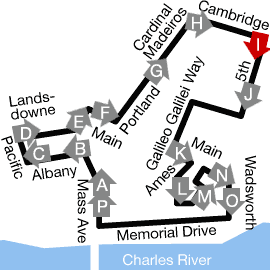 Cambridge
Cardinal
Medeiros
H
I
5th
J
G
Portland
Galileo Galilei Way
Lands-
downe
F
E
Main
D
C
B
Pacific
Albany
K
Main
Ames
N
L
M
O
Wadsworth
A
P
Mass Ave
Memorial Drive
Charles River